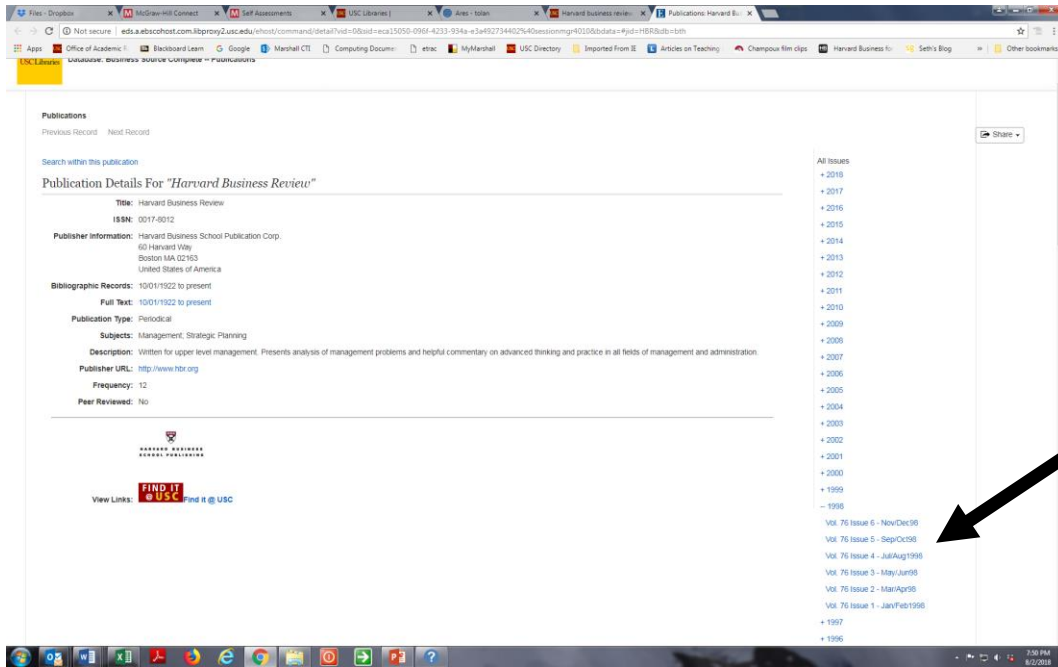 Files - Dropbox
McGraw-Hill Connect
Self Assessments
USC Libraries |
Ares - tolan
Harvard business review
Publications: Harvard Bu
Not secure | eds.a.ebscohost.com.libproxy2.usc.edu/ehost/command/detail?vid=0&sid=eca15050-096f-4233-934a-e3a492734402%40sessionmgr4010&bdata=#jid=HBR&db=bth
Apps
Office of Academic
Blackboard Learn
Google
Marshall CTI
Computing Docume
etrac
MyMarshall
USC Directory
Imported From IE
Articles on Teaching
Champoux film clips
Harvard Business fo
Seth's Blog
»
Other bookmarks
USC Libraries
Database: Business Source Complete -- Publications
Publications
Previous Record Next Record
Share
Search within this publication
Publication Details For "Harvard Business Review"
Title: Harvard Business Review
ISSN: 0017-8012
Publisher Information: Harvard Business School Publication Corp.
60 Harvard Way
Boston MA 02163
United States of America
Bibliographic Records: 10/01/1922 to present
Full Text: 10/01/1922 to present
Publication Type: Periodical
Subjects: Management; Strategic Planning
Description: Written for upper level management. Presents analysis of management problems and helpful commentary on advanced thinking and practice in all fields of management and administration.
Publisher URL: http://www.hbr.org
Frequency: 12
Peer Reviewed: No
HARVARD BUSINESS
SCHOOL PUBLISHING
FIND IT
@ USC
View Links: Find It @ USC
All Issues
+ 2018
+ 2017
+ 2016
+ 2015
+ 2014
+ 2013
+ 2012
+ 2011
+ 2010
+ 2009
+ 2008
+ 2007
+ 2006
+ 2005
+ 2004
+ 2003
+ 2002
+ 2001
+ 2000
+ 1999
– 1998
Vol. 76 Issue 6 - Nov/Dec98
Vol. 76 Issue 5 - Sep/Oct98
Vol. 76 Issue 4 - Jul/Aug1998
Vol. 76 Issue 3 - May/Jun98
Vol. 76 Issue 2 - Mar/Apr98
Vol. 76 Issue 1 - Jan/Feb1998
+ 1997
+ 1996
7:50 PM
8/2/2018